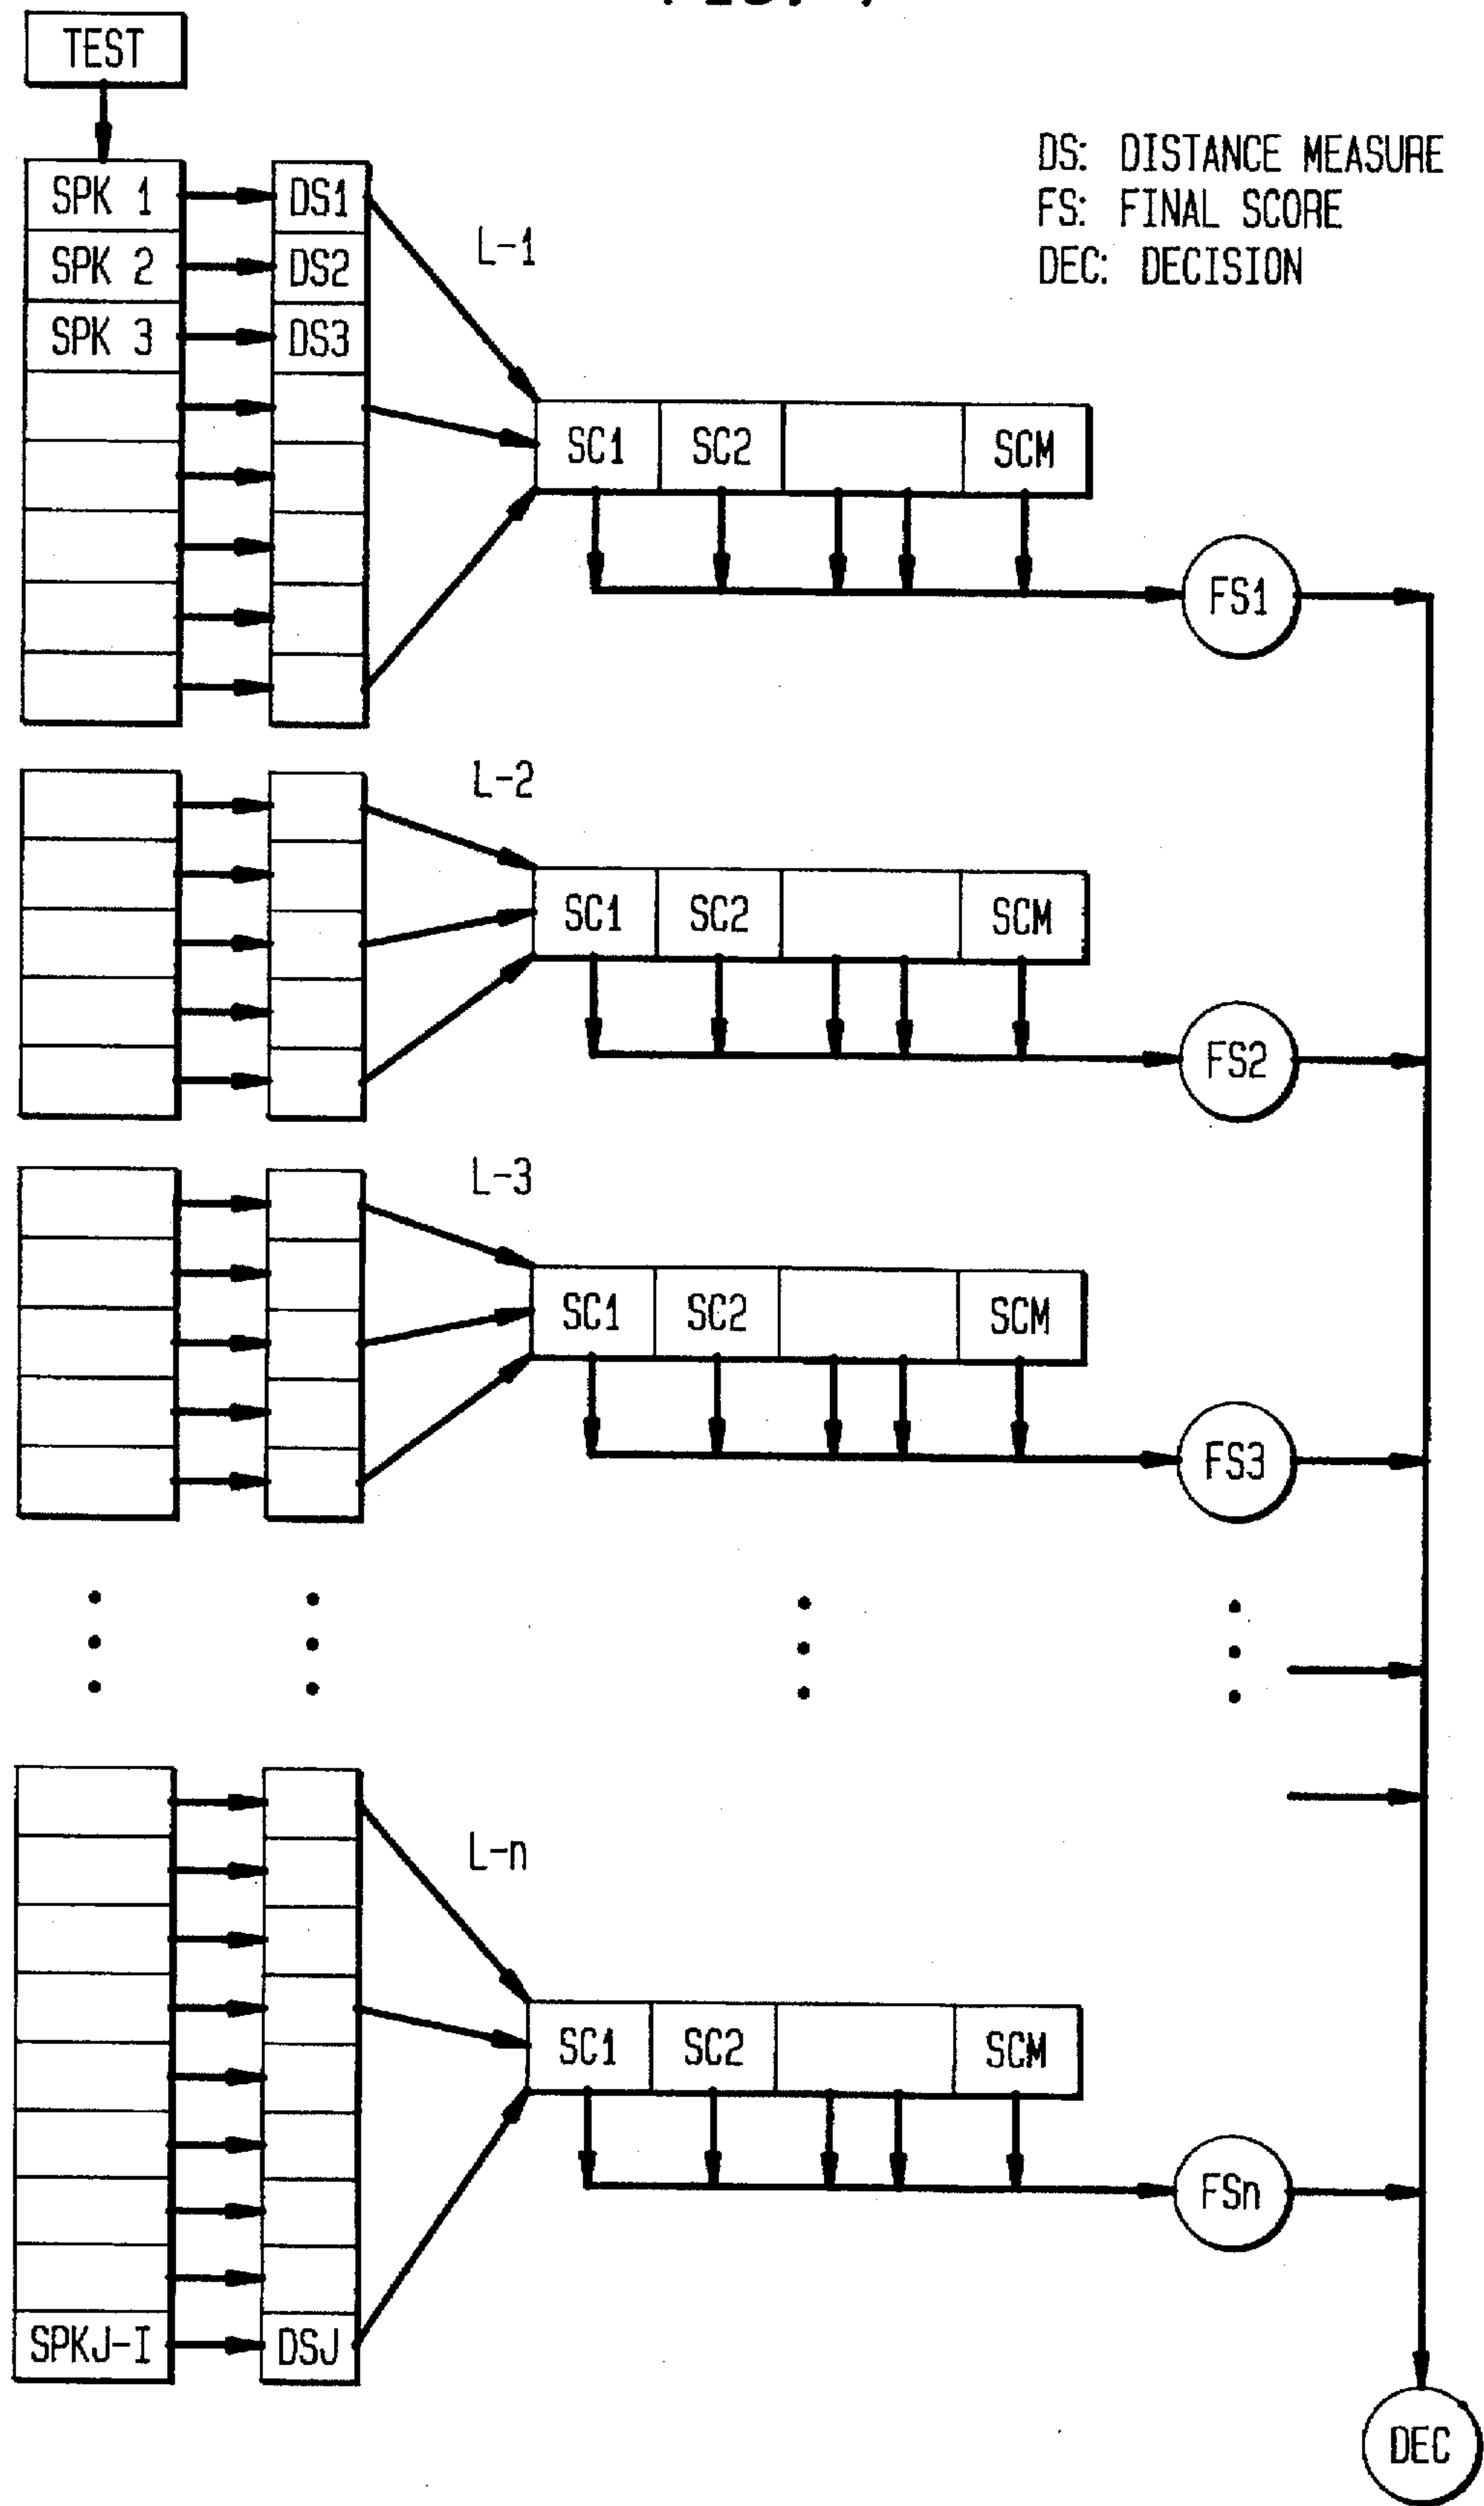 TEST
DS: DISTANCE MEASURE
FS: FINAL SCORE
DEC: DECISION
SPK 1
DS1
L-1
SPK 2
DS2
SPK 3
DS3
SC1
SC2
SCM
FS1
L-2
SC1
SC2
SCM
FS2
L-3
SC1
SC2
SCM
FS3
L-n
SC1
SC2
SCM
FSn
SPKJ-I
DSJ
DEC